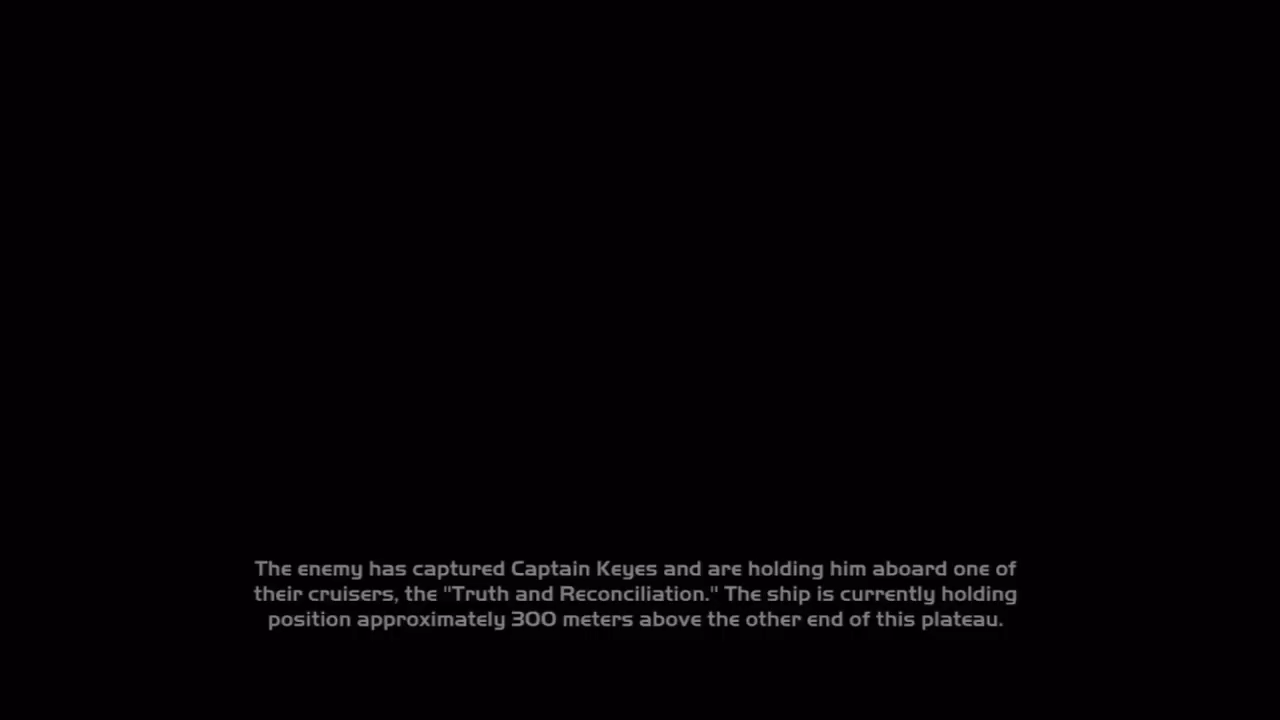 The enemy has captured Captain Keyes and are holding him aboard one of
their cruisers, the "Truth and Reconciliation." The ship is currently holding
position approximately 300 meters above the other end of this plateau.